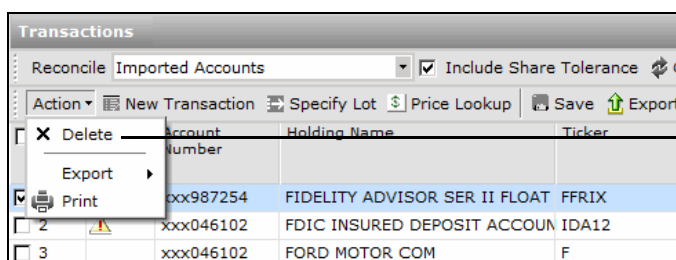 Transactions
Reconcile Imported Accounts Include Share Tolerance
Action New Transaction Specify Lot Price Lookup Save Export
Delete Account Holding Name Ticker
Number
Export
xxx987254 FIDELITY ADVISOR SER II FLOAT FFRIX
Print
2 xxx046102 FDIC INSURED DEPOSIT ACCOUN IDA12
3 xxx046102 FORD MOTOR COM F